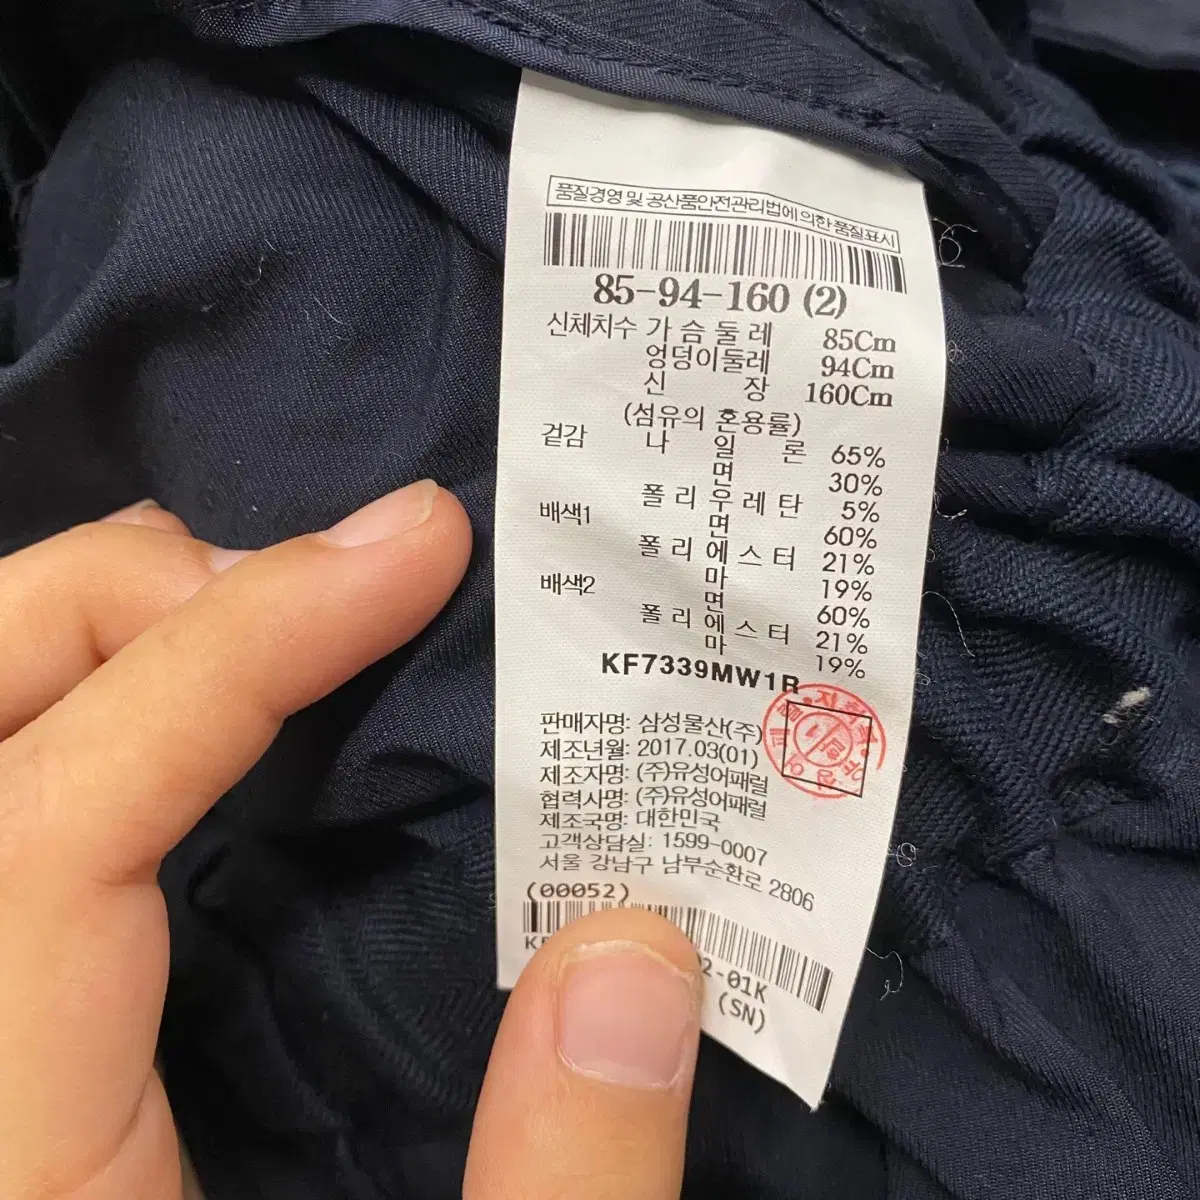 품질경영 및 공산품안전관리법에 의한 품질표시
85-94-160 (2)
신체치수 가 슴 둘 레 85Cm
엉덩이둘레 94Cm
신 장 160Cm
(섬유의 혼용률)
겉감 나 일 론 65%
면 30%
폴 리 우 레 탄 5%
배색1 면 60%
폴 리 에 스 터 21%
마 19%
배색2 면 60%
폴 리 에 스 터 21%
마 19%
KF7339MW1R
판매자명: 삼성물산(주)
제조년월: 2017.03(01)
제조자명: (주)유성어패럴
협력사명: (주)유성어패럴
제조국명: 대한민국
고객상담실: 1599-0007
서울 강남구 남부순환로 2806
(00052)
2-01K
(SN)